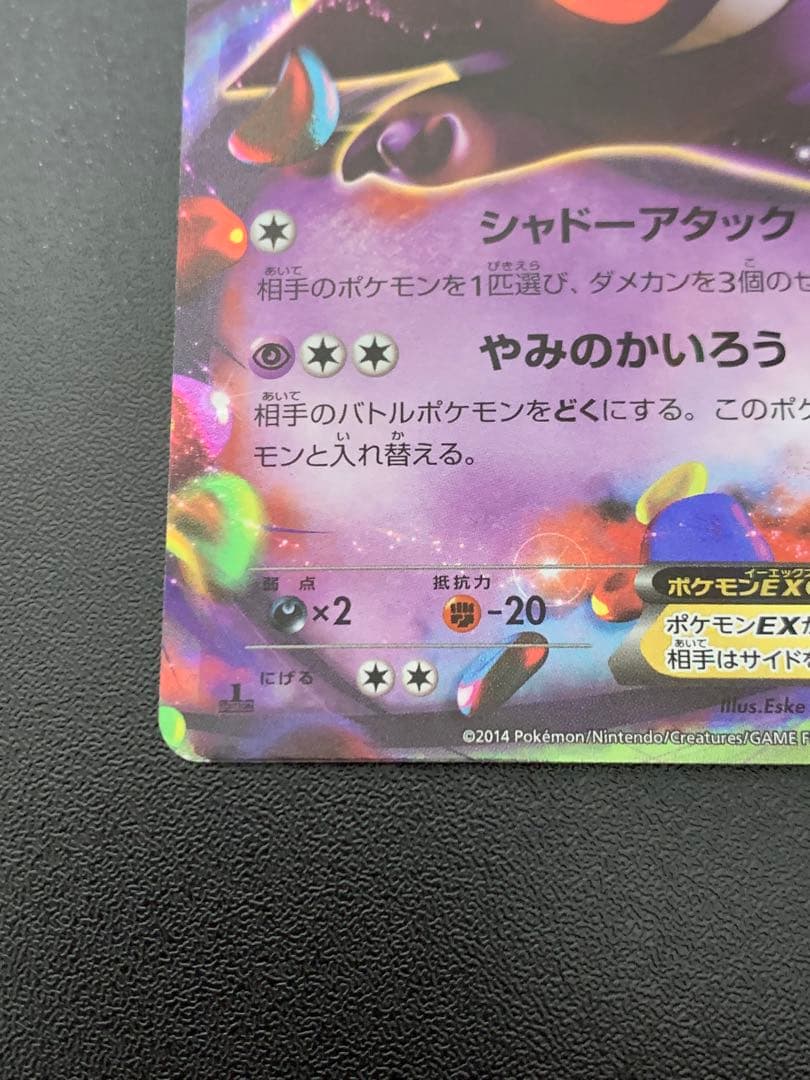 シャドーアタック
あいて ぴきえら こ
相手のポケモンを1匹選び、ダメカンを3個のせ
やみのかいろう
あいて
相手のバトルポケモンをどくにする。このポケ
い か
モンと入れ替える。
弱点 抵抗力
×2 -20
イーエックス
ポケモンEX
ポケモンEXが
あいて
相手はサイドを
にげる
1
EDITION
Illus.Eske
©2014 Pokémon/Nintendo/Creatures/GAME F